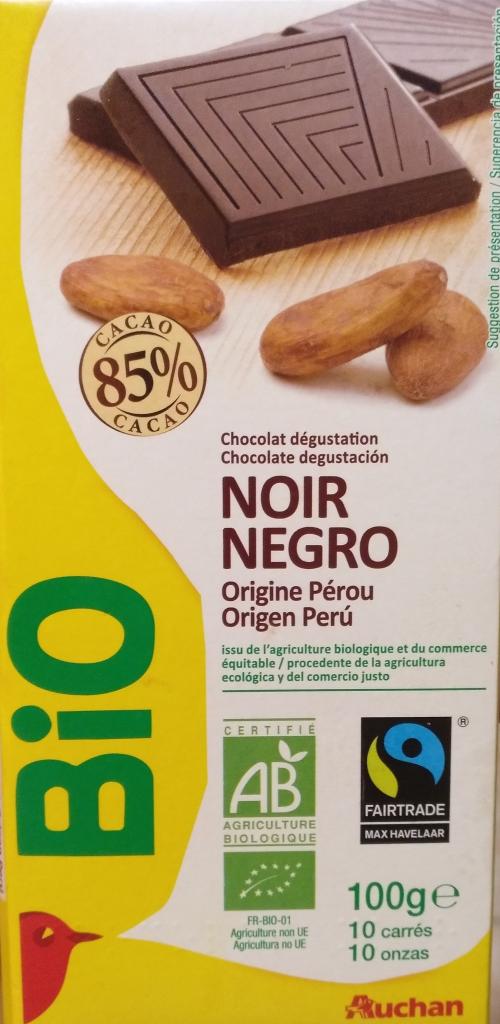 Suggestion de présentation / Sugerencia de presentación
CACAO
85%
CACAO
Chocolat dégustation
Chocolate degustación
NOIR
NEGRO
Origine Pérou
Origen Perú
issu de l'agriculture biologique et du commerce
équitable / procedente de la agricultura
ecológica y del comercio justo
Bio
CERTIFIÉ
AB
AGRICULTURE
BIOLOGIQUE
®
FAIRTRADE
MAX HAVELAAR
FR-BIO-01
Agriculture non UE
Agricultura no UE
100g e
10 carrés
10 onzas
Auchan